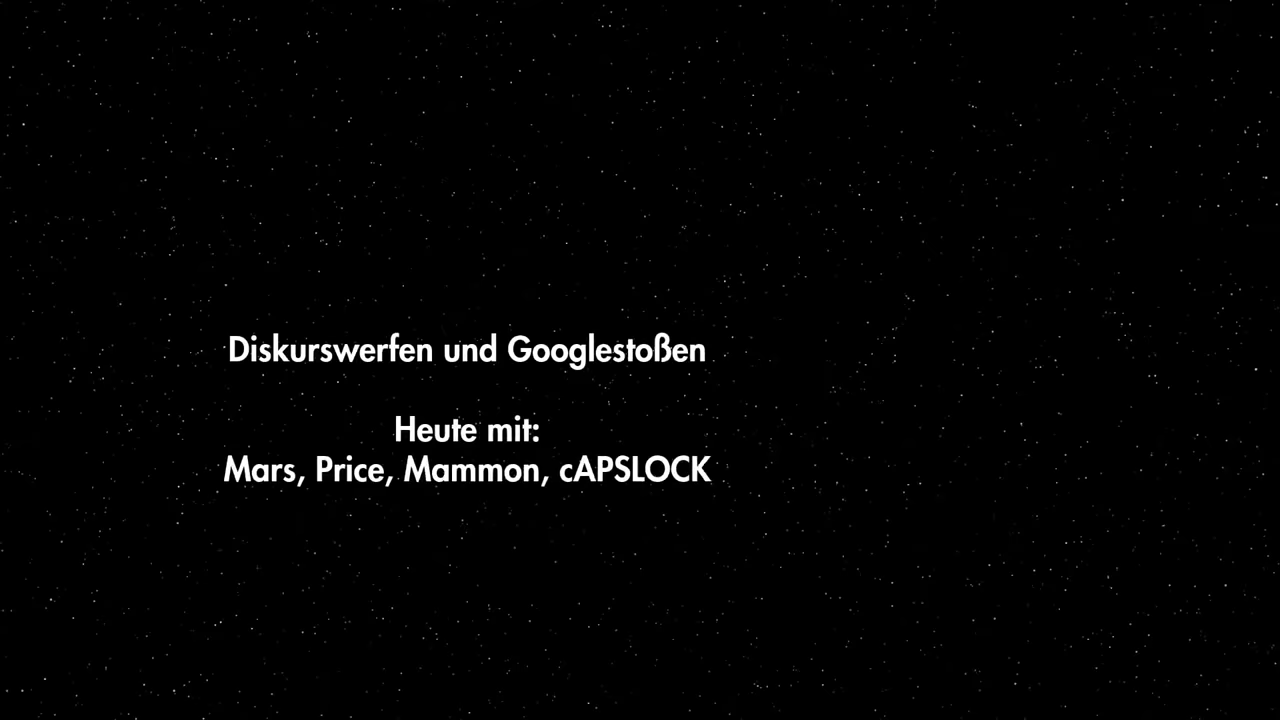 Diskurswerfen und Googlestoßen
Heute mit:
Mars, Price, Mammon, cAPSLOCK